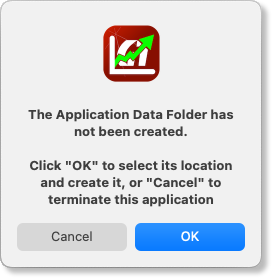 The Application Data Folder has
not been created.
Click "OK" to select its location
and create it, or "Cancel" to
terminate this application
Cancel
OK